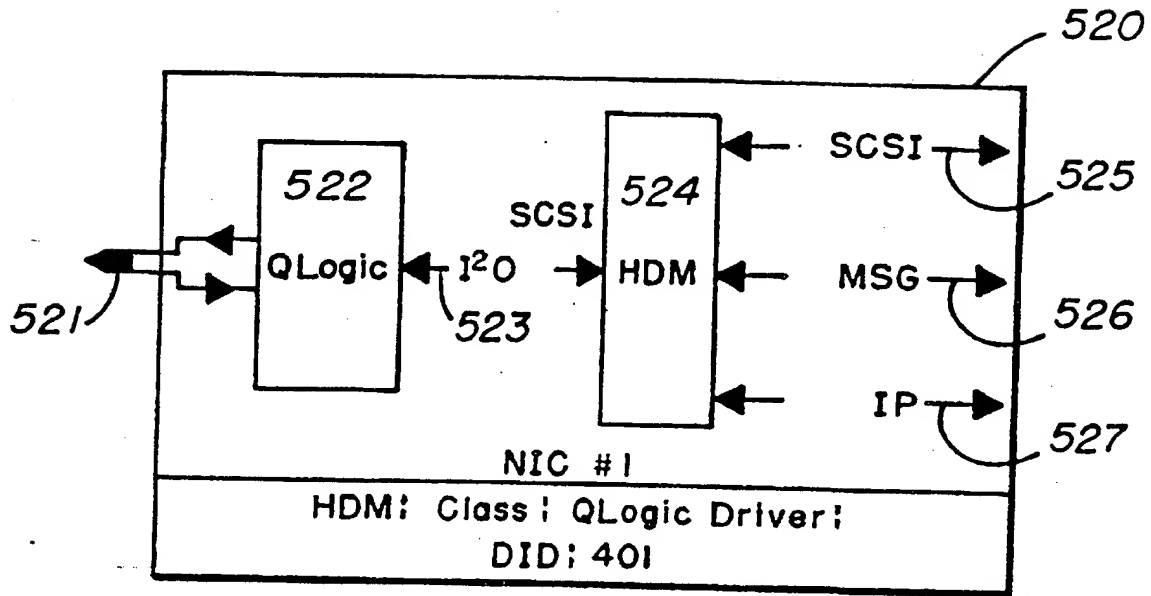 520
522
SCSI
524
SCSI
525
QLogic
I²O
HDM
MSG
521
523
526
IP
527
NIC #1
HDM: Class: QLogic Driver:
DID: 401